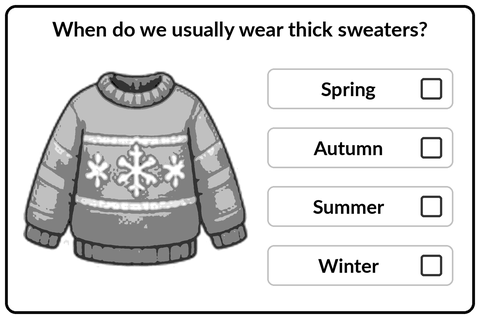 When do we usually wear thick sweaters?
Spring
Autumn
Summer
Winter